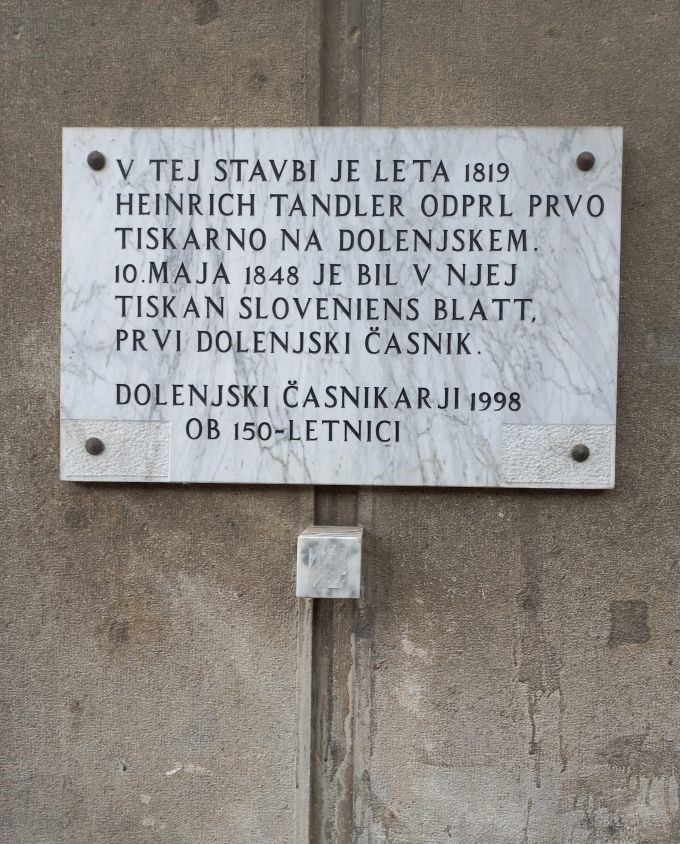 V TEJ STAVBI JE LETA 1819
HEINRICH TANDLER ODPRL PRVO
TISKARNO NA DOLENJSKEM.
10.MAJA 1848 JE BIL V NJEJ
TISKAN SLOVENIENS BLATT,
PRVI DOLENJSKI ČASNIK.
DOLENJSKI ČASNIKARJI 1998
OB 150-LETNICI